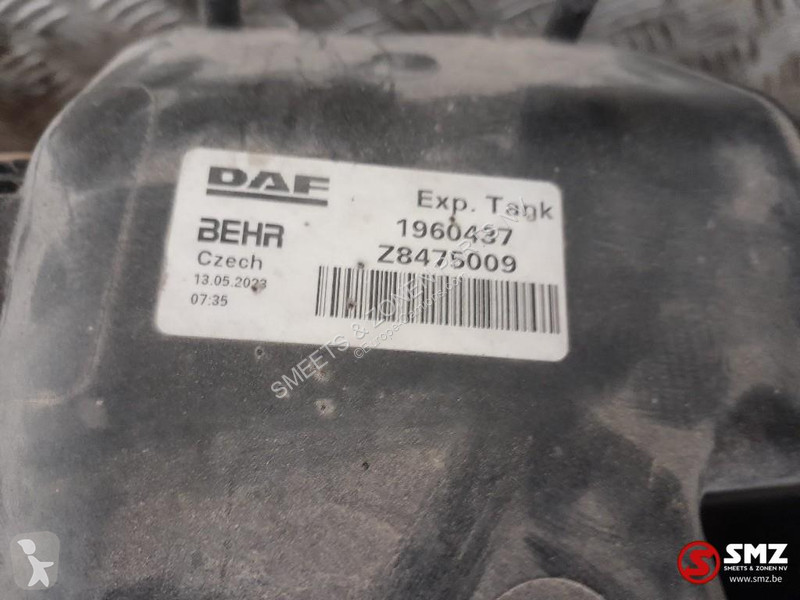 DAF
Exp. Tank
BEHR
1960437
Czech
Z8475009
13.05.2023
07:35
SMEETS & ZONEN
SMZ
SMEETS & ZONEN NV
www.smz.be